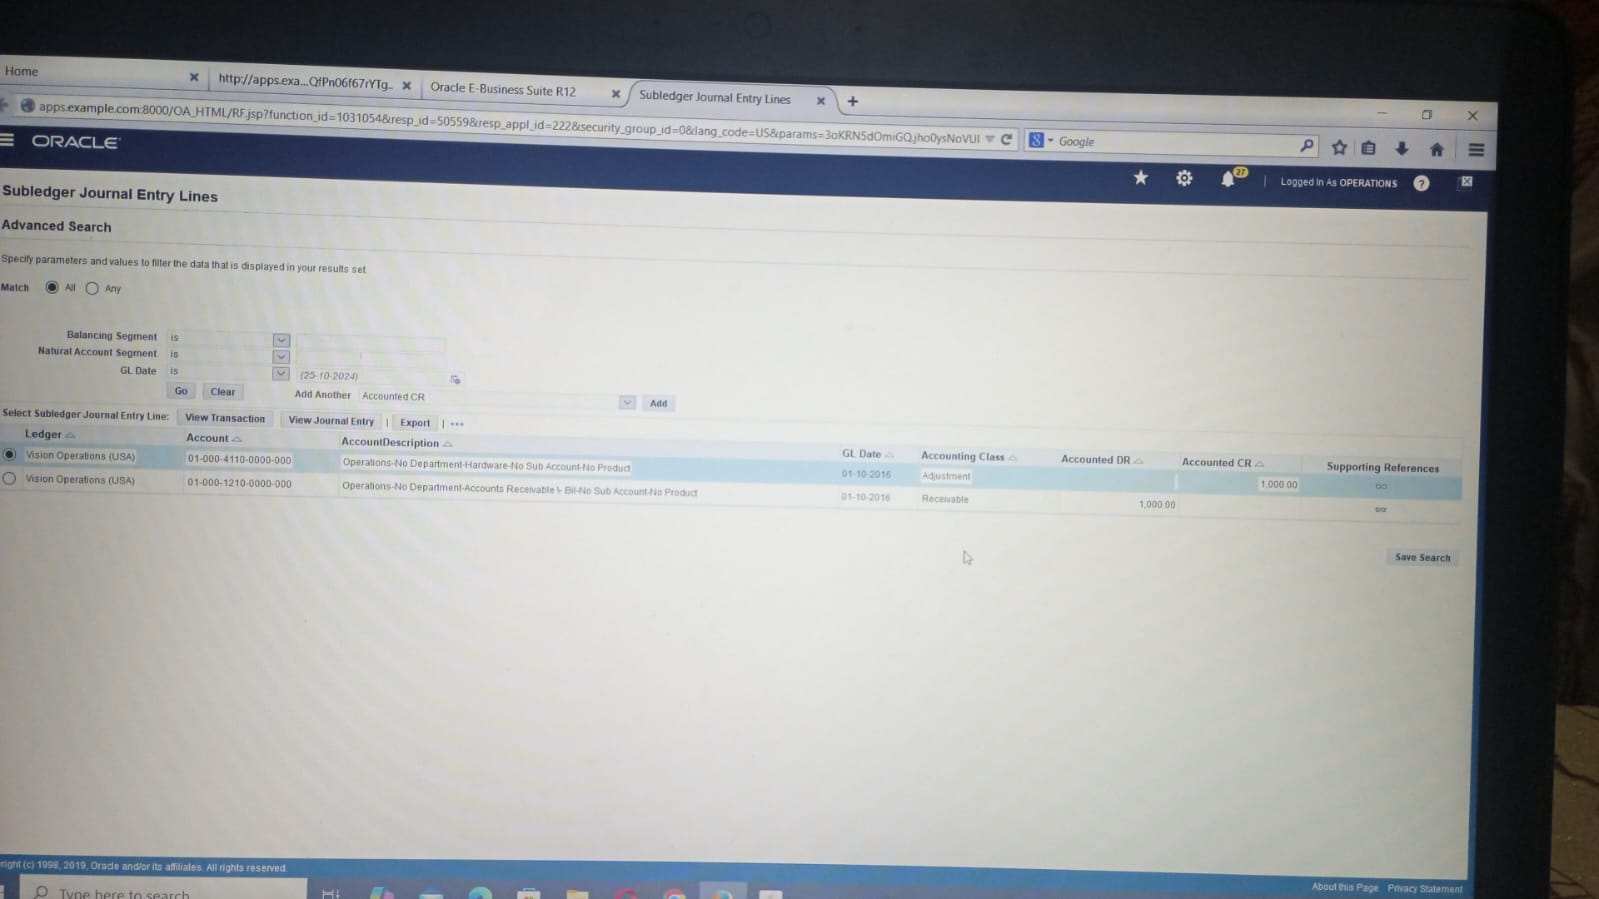 Home
http://apps.exa...QfPn06f67rYTg..
Oracle E-Business Suite R12
Subledger Journal Entry Lines
apps.example.com:8000/OA_HTML/RF.jsp?function_id=1031054&resp_id=50559&resp_appl_id=222&security_group_id=0&lang_code=US&params=3oKRN5dOmiGQ.jho0ysNoVUI
Google
ORACLE
27
Logged In As OPERATIONS
?
Subledger Journal Entry Lines
Advanced Search
Specify parameters and values to filter the data that is displayed in your results set.
Match All Any
Balancing Segment is
Natural Account Segment is
GL Date is (25-10-2024)
Go Clear Add Another Accounted CR Add
Select Subledger Journal Entry Line: View Transaction View Journal Entry | Export | •••
Ledger Account AccountDescription GL Date Accounting Class Accounted DR Accounted CR Supporting References
Vision Operations (USA) 01-000-4110-0000-000 Operations-No Department-Hardware-No Sub Account-No Product 01-10-2016 Adjustment 1,000.00
Vision Operations (USA) 01-000-1210-0000-000 Operations-No Department-Accounts Receivable \- Bil-No Sub Account-No Product 01-10-2016 Receivable 1,000.00
Save Search
right (c) 1998, 2019, Oracle and/or its affiliates. All rights reserved.
About this Page Privacy Statement
Type here to search